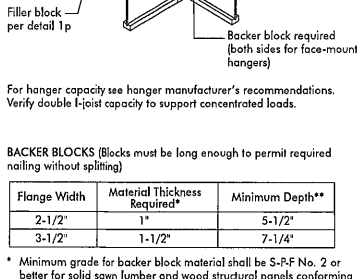 Filler block
per detail 1p
Backer block required
(both sides for face-mount
hangers)
For hanger capacity see hanger manufacturer's recommendations.
Verify double I-joist capacity to support concentrated loads.
BACKER BLOCKS (Blocks must be long enough to permit required
nailing without splitting)
Flange Width Material Thickness Required* Minimum Depth**
2-1/2" 1" 5-1/2"
3-1/2" 1-1/2" 7-1/4"
* Minimum grade for backer block material shall be S-P-F No. 2 or
better for solid sawn lumber and wood structural panels conforming